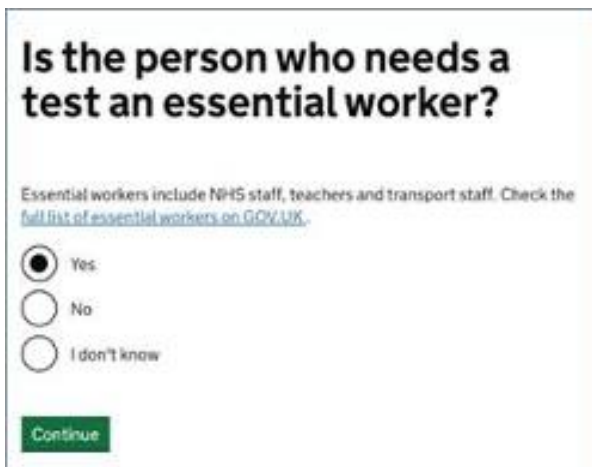 Is the person who needs a
test an essential worker?
Essential workers include NHS staff, teachers and transport staff. Check the
full list of essential workers on GOV.UK.
Yes
No
I don't know
Continue